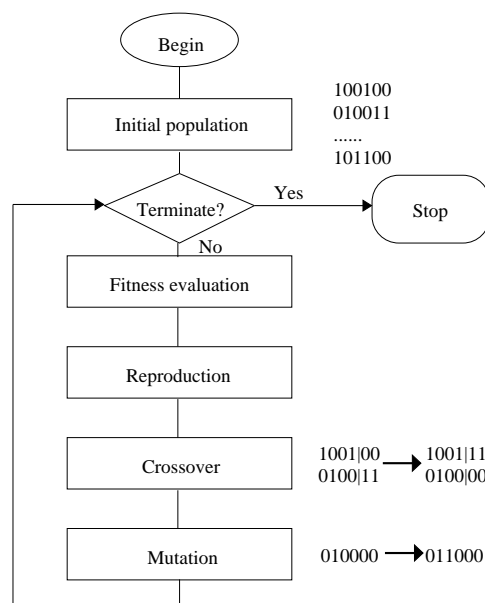 Begin
Initial population
100100
010011
......
101100
Terminate?
Yes
Stop
No
Fitness evaluation
Reproduction
Crossover
1001|00
0100|11
1001|11
0100|00
Mutation
010000
011000